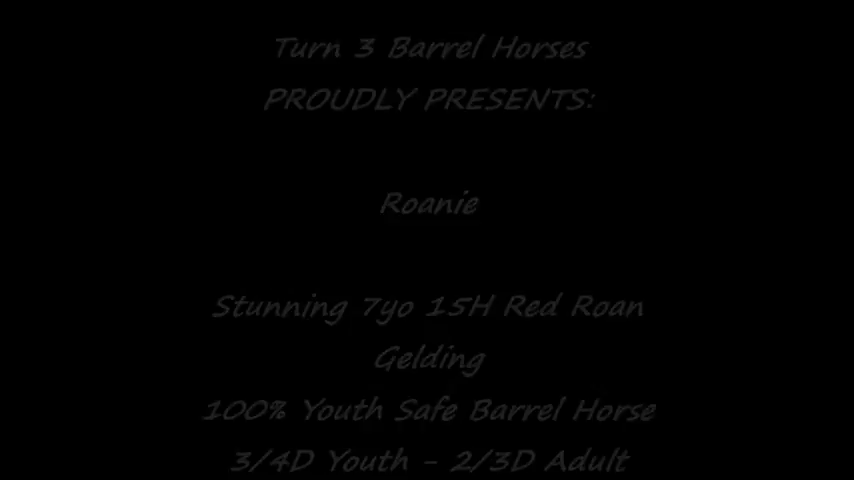 Turn 3 Barrel Horses
PROUDLY PRESENTS:
Roanie
Stunning 7yo 15H Red Roan
Gelding
100% Youth Safe Barrel Horse
3/4D Youth - 2/3D Adult